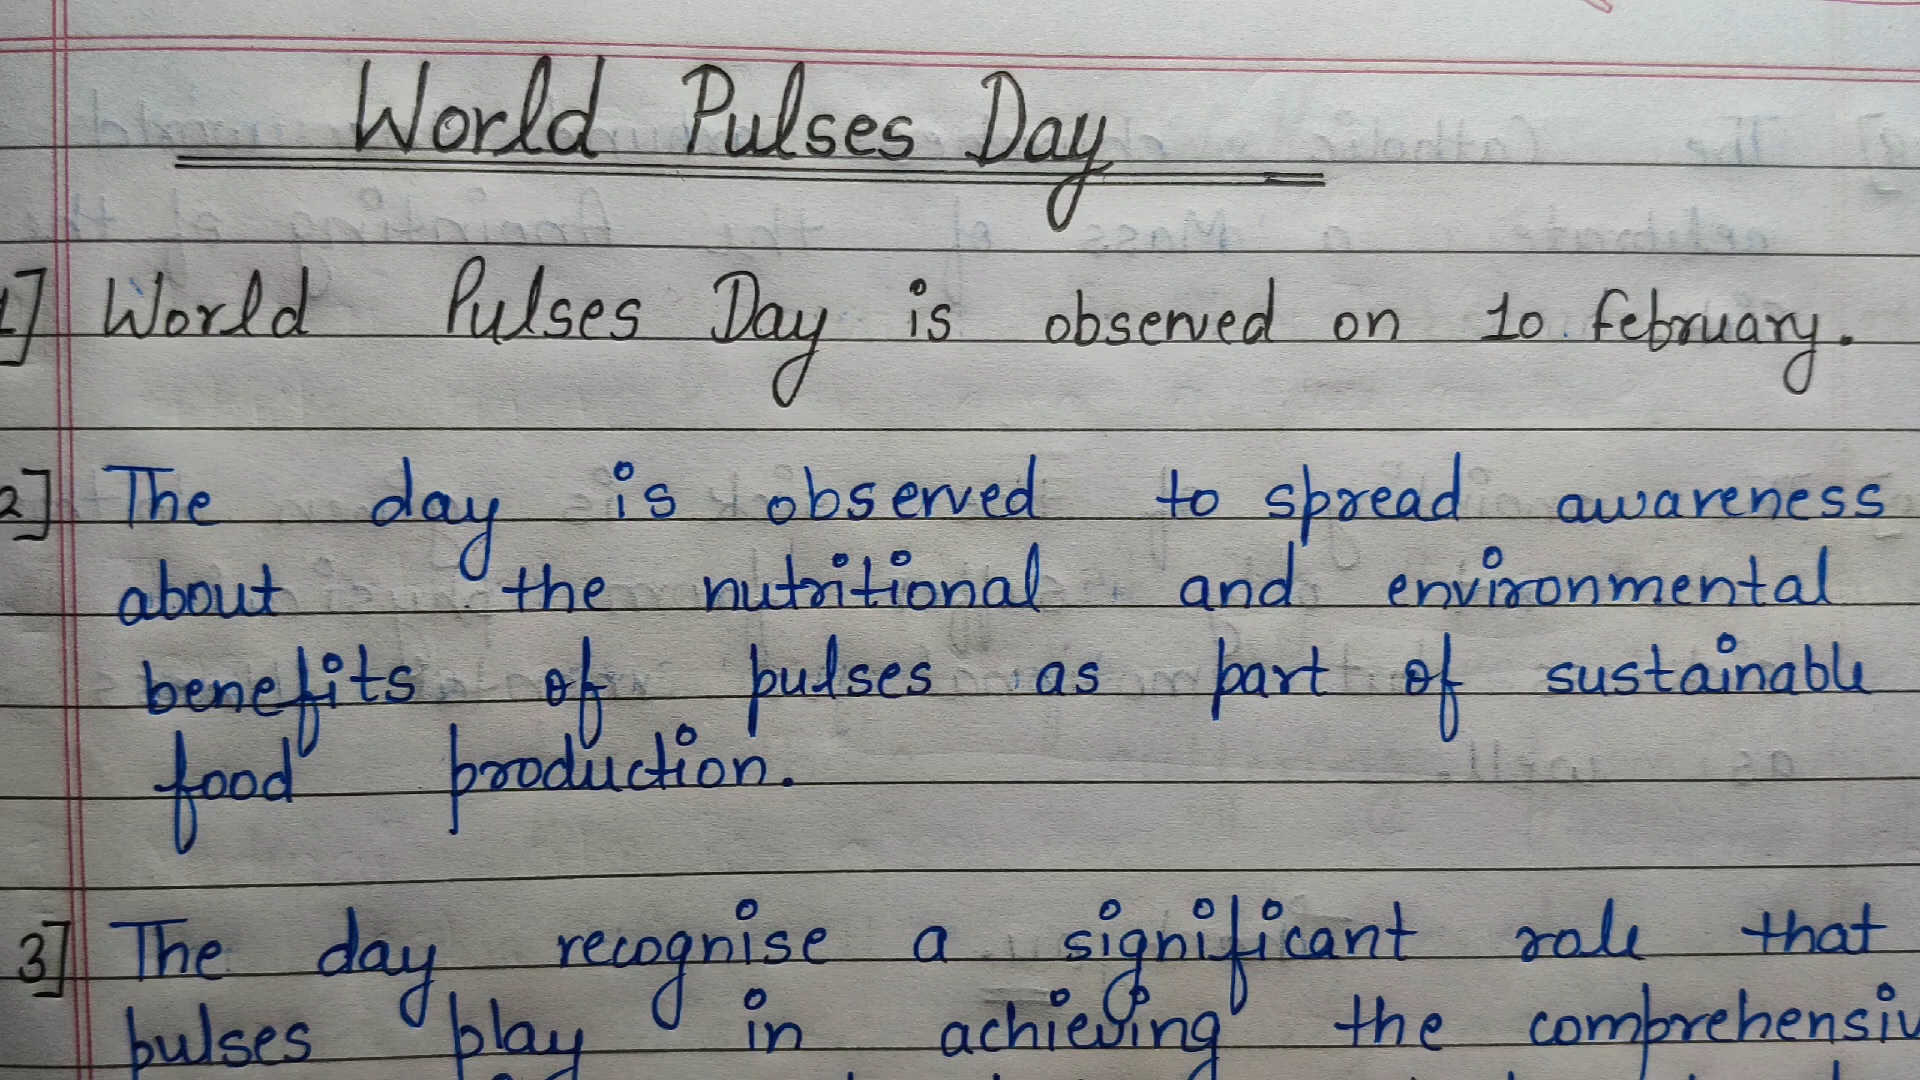 World Pulses Day
1] World Pulses Day is observed on 10 february.
2] The day is observed to spread awareness
about the nutritional and environmental
benefits of pulses as part of sustainable
food production.
3] The day recognise a significant role that
pulses play in achieving the comprehensiv